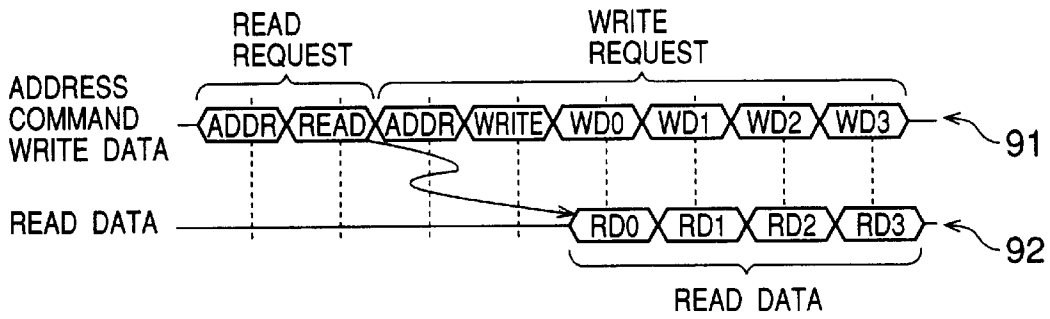 READ
REQUEST
WRITE
REQUEST
ADDRESS
COMMAND
WRITE DATA
ADDR READ ADDR WRITE WD0 WD1 WD2 WD3
91
READ DATA
RD0 RD1 RD2 RD3
92
READ DATA